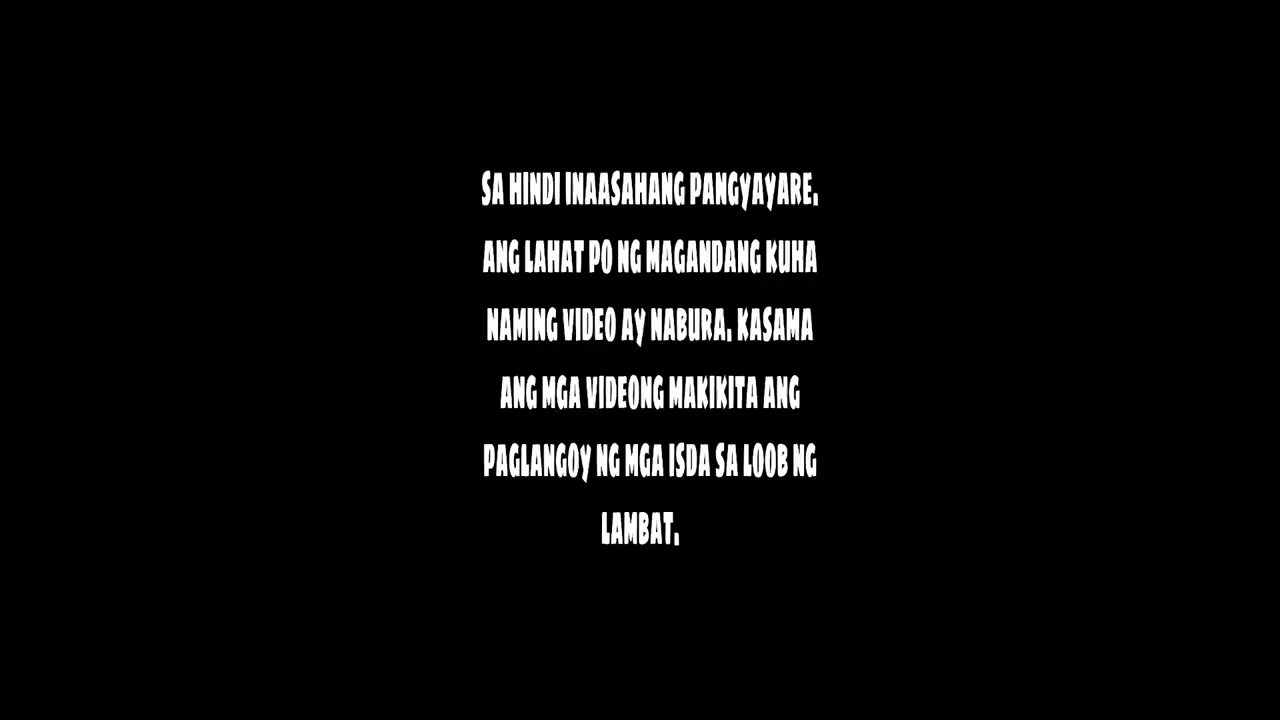 SA HINDI INAASAHANG PANGYAYARE.
ANG LAHAT PO NG MAGANDANG KUHA
NAMING VIDEO AY NABURA. KASAMA
ANG MGA VIDEONG MAKIKITA ANG
PAGLANGOY NG MGA ISDA SA LOOB NG
LAMBAT.